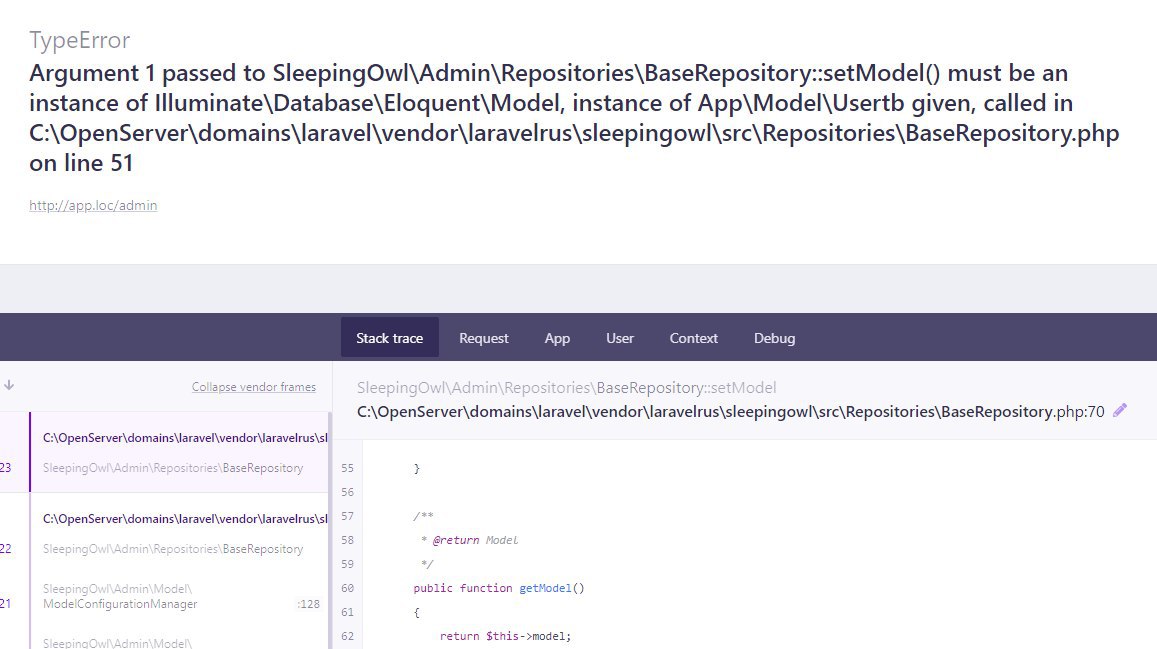 TypeError
Argument 1 passed to SleepingOwl\Admin\Repositories\BaseRepository::setModel() must be an
instance of Illuminate\Database\Eloquent\Model, instance of App\Model\Usertb given, called in
C:\OpenServer\domains\laravel\vendor\laravelrus\sleepingowl\src\Repositories\BaseRepository.php
on line 51
http://app.loc/admin
Stack trace Request App User Context Debug
Collapse vendor frames
SleepingOwl\Admin\Repositories\BaseRepository::setModel
C:\OpenServer\domains\laravel\vendor\laravelrus\sleepingowl\src\Repositories\BaseRepository.php:70
C:\OpenServer\domains\laravel\vendor\laravelrus\sl
23 SleepingOwl\Admin\Repositories\BaseRepository
C:\OpenServer\domains\laravel\vendor\laravelrus\sl
22 SleepingOwl\Admin\Repositories\BaseRepository
SleepingOwl\Admin\Model\
21 ModelConfigurationManager :128
SleepingOwl\Admin\Model\
55 }
56
57 /**
58 * @return Model
59 */
60 public function getModel()
61 {
62 return $this->model;